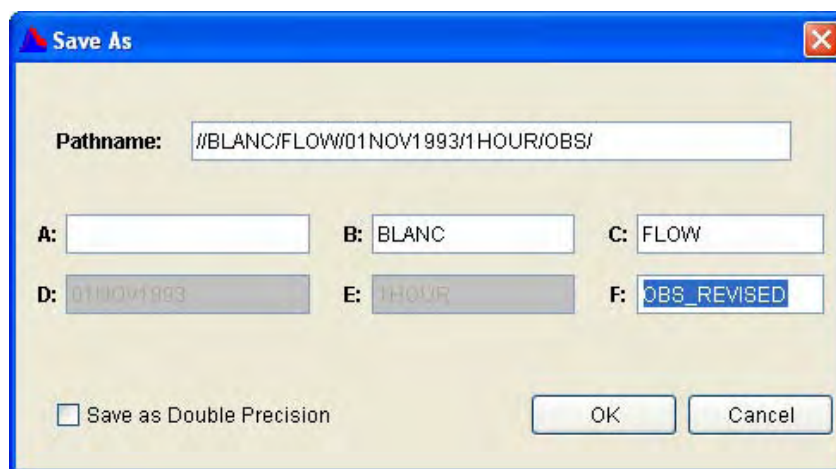 Save As
Pathname: //BLANC/FLOW/01NOV1993/1HOUR/OBS/
A: B: BLANC C: FLOW
D: 01NOV1993 E: 1HOUR F: OBS_REVISED
Save as Double Precision OK Cancel